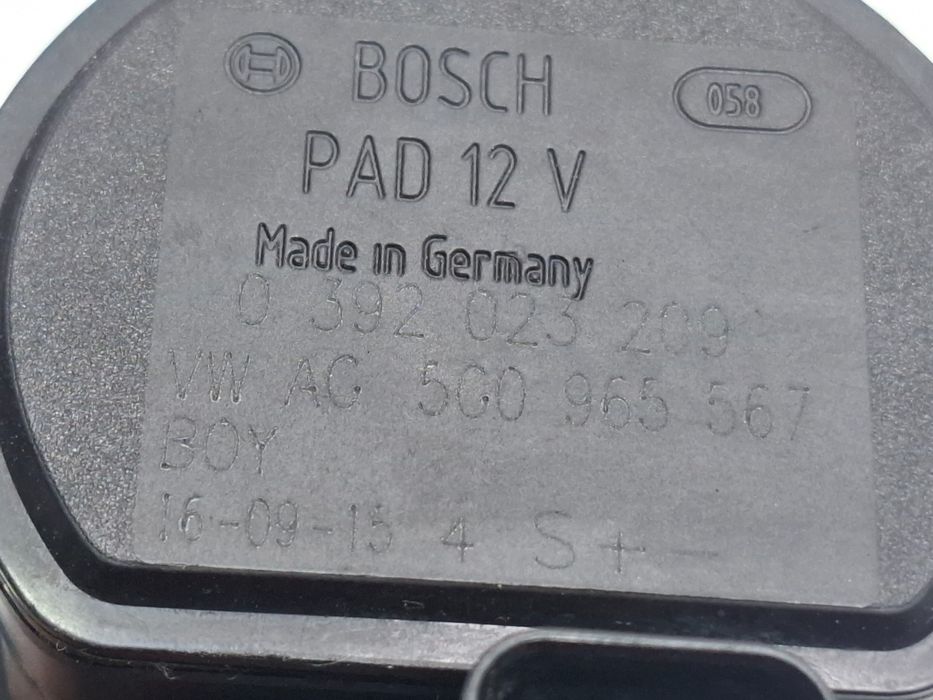 BOSCH 058
PAD 12 V
Made in Germany
0 392 023 209
VW AG 5G0 965 567
BOY
16-09-15 4 S + -